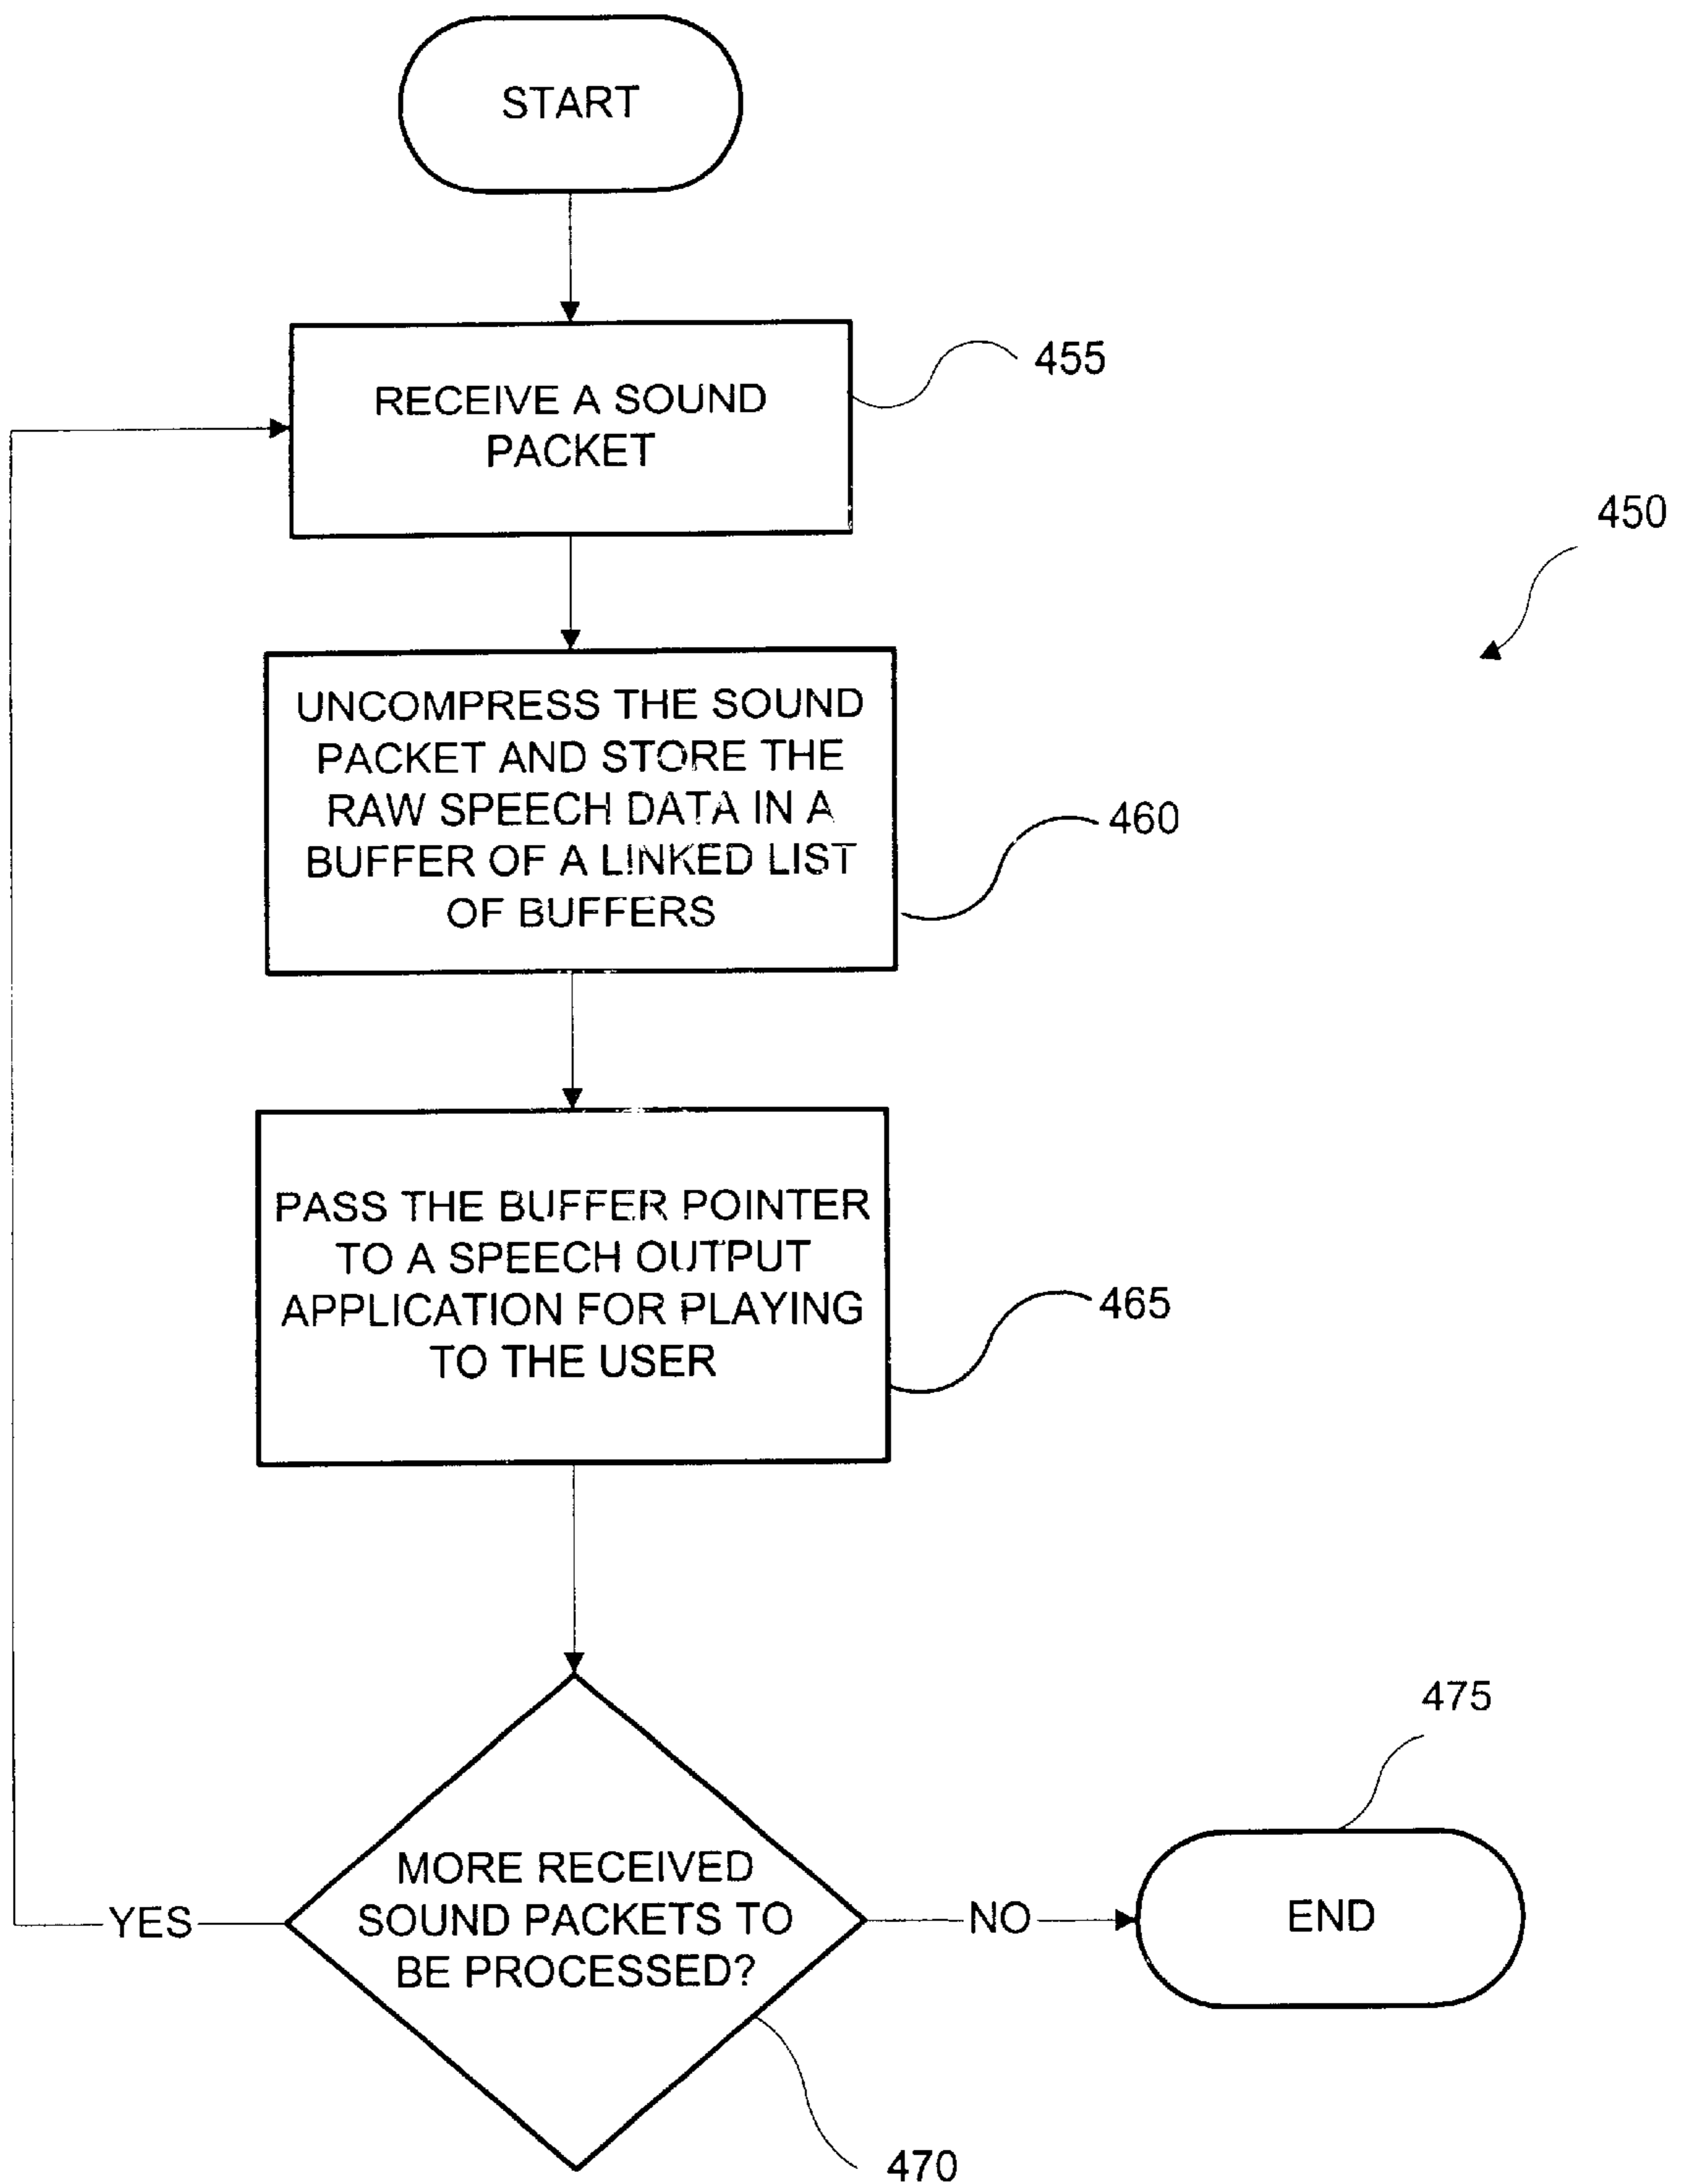 START
RECEIVE A SOUND
PACKET
455
450
UNCOMPRESS THE SOUND
PACKET AND STORE THE
RAW SPEECH DATA IN A
BUFFER OF A LINKED LIST
OF BUFFERS
460
PASS THE BUFFER POINTER
TO A SPEECH OUTPUT
APPLICATION FOR PLAYING
TO THE USER
465
MORE RECEIVED
SOUND PACKETS TO
BE PROCESSED?
YES
NO
475
END
470